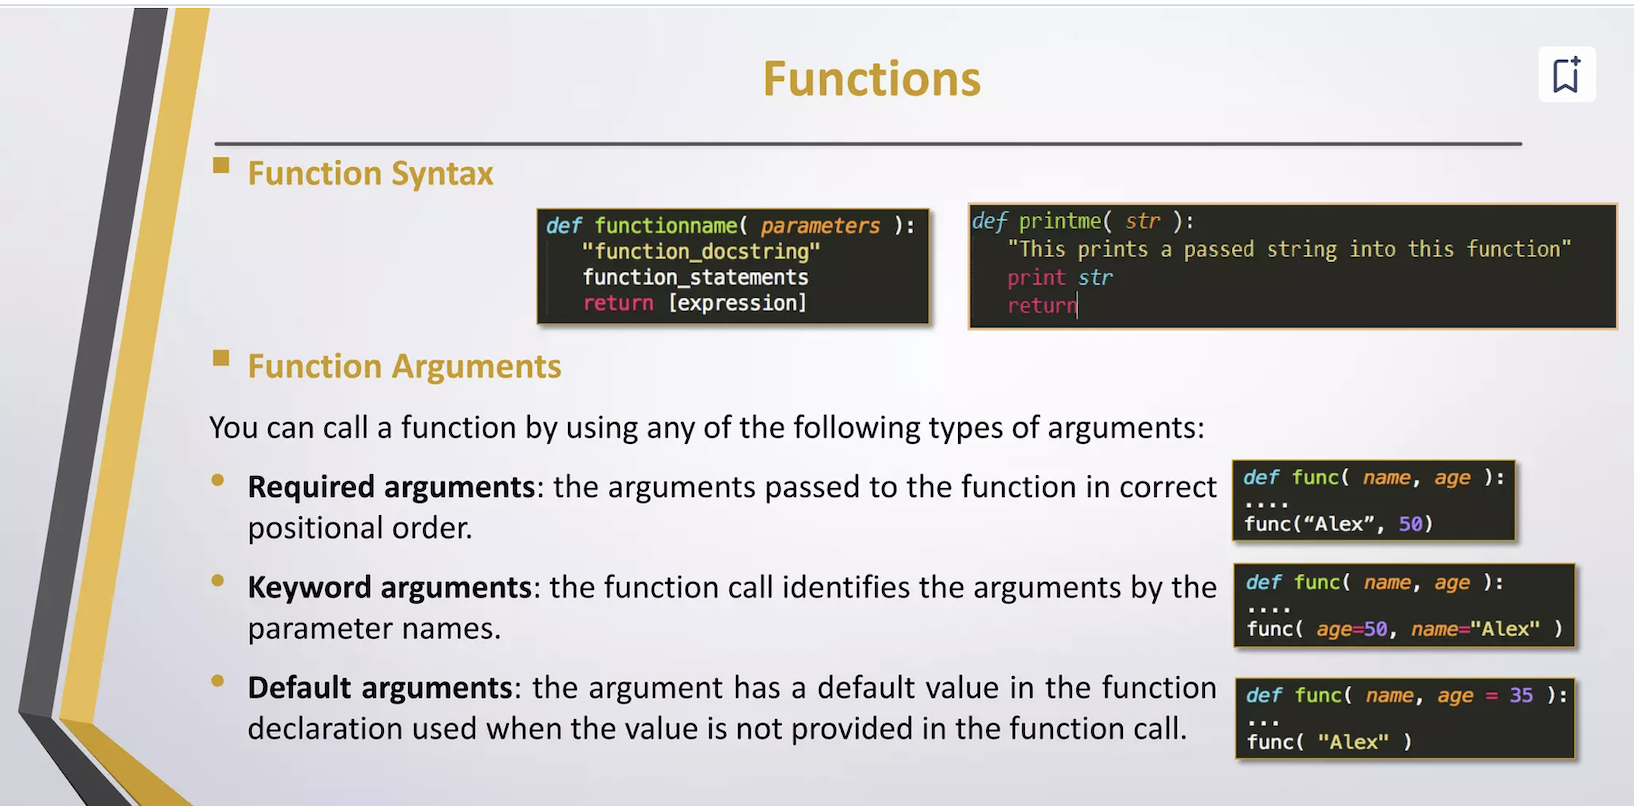 Functions
Function Syntax
def functionname( parameters ):
"function_docstring"
function_statements
return [expression]
def printme( str ):
"This prints a passed string into this function"
print str
return
Function Arguments
You can call a function by using any of the following types of arguments:
Required arguments: the arguments passed to the function in correct
positional order.
def func( name, age ):
....
func(“Alex”, 50)
Keyword arguments: the function call identifies the arguments by the
parameter names.
def func( name, age ):
....
func( age=50, name="Alex" )
Default arguments: the argument has a default value in the function
declaration used when the value is not provided in the function call.
def func( name, age = 35 ):
...
func( "Alex" )